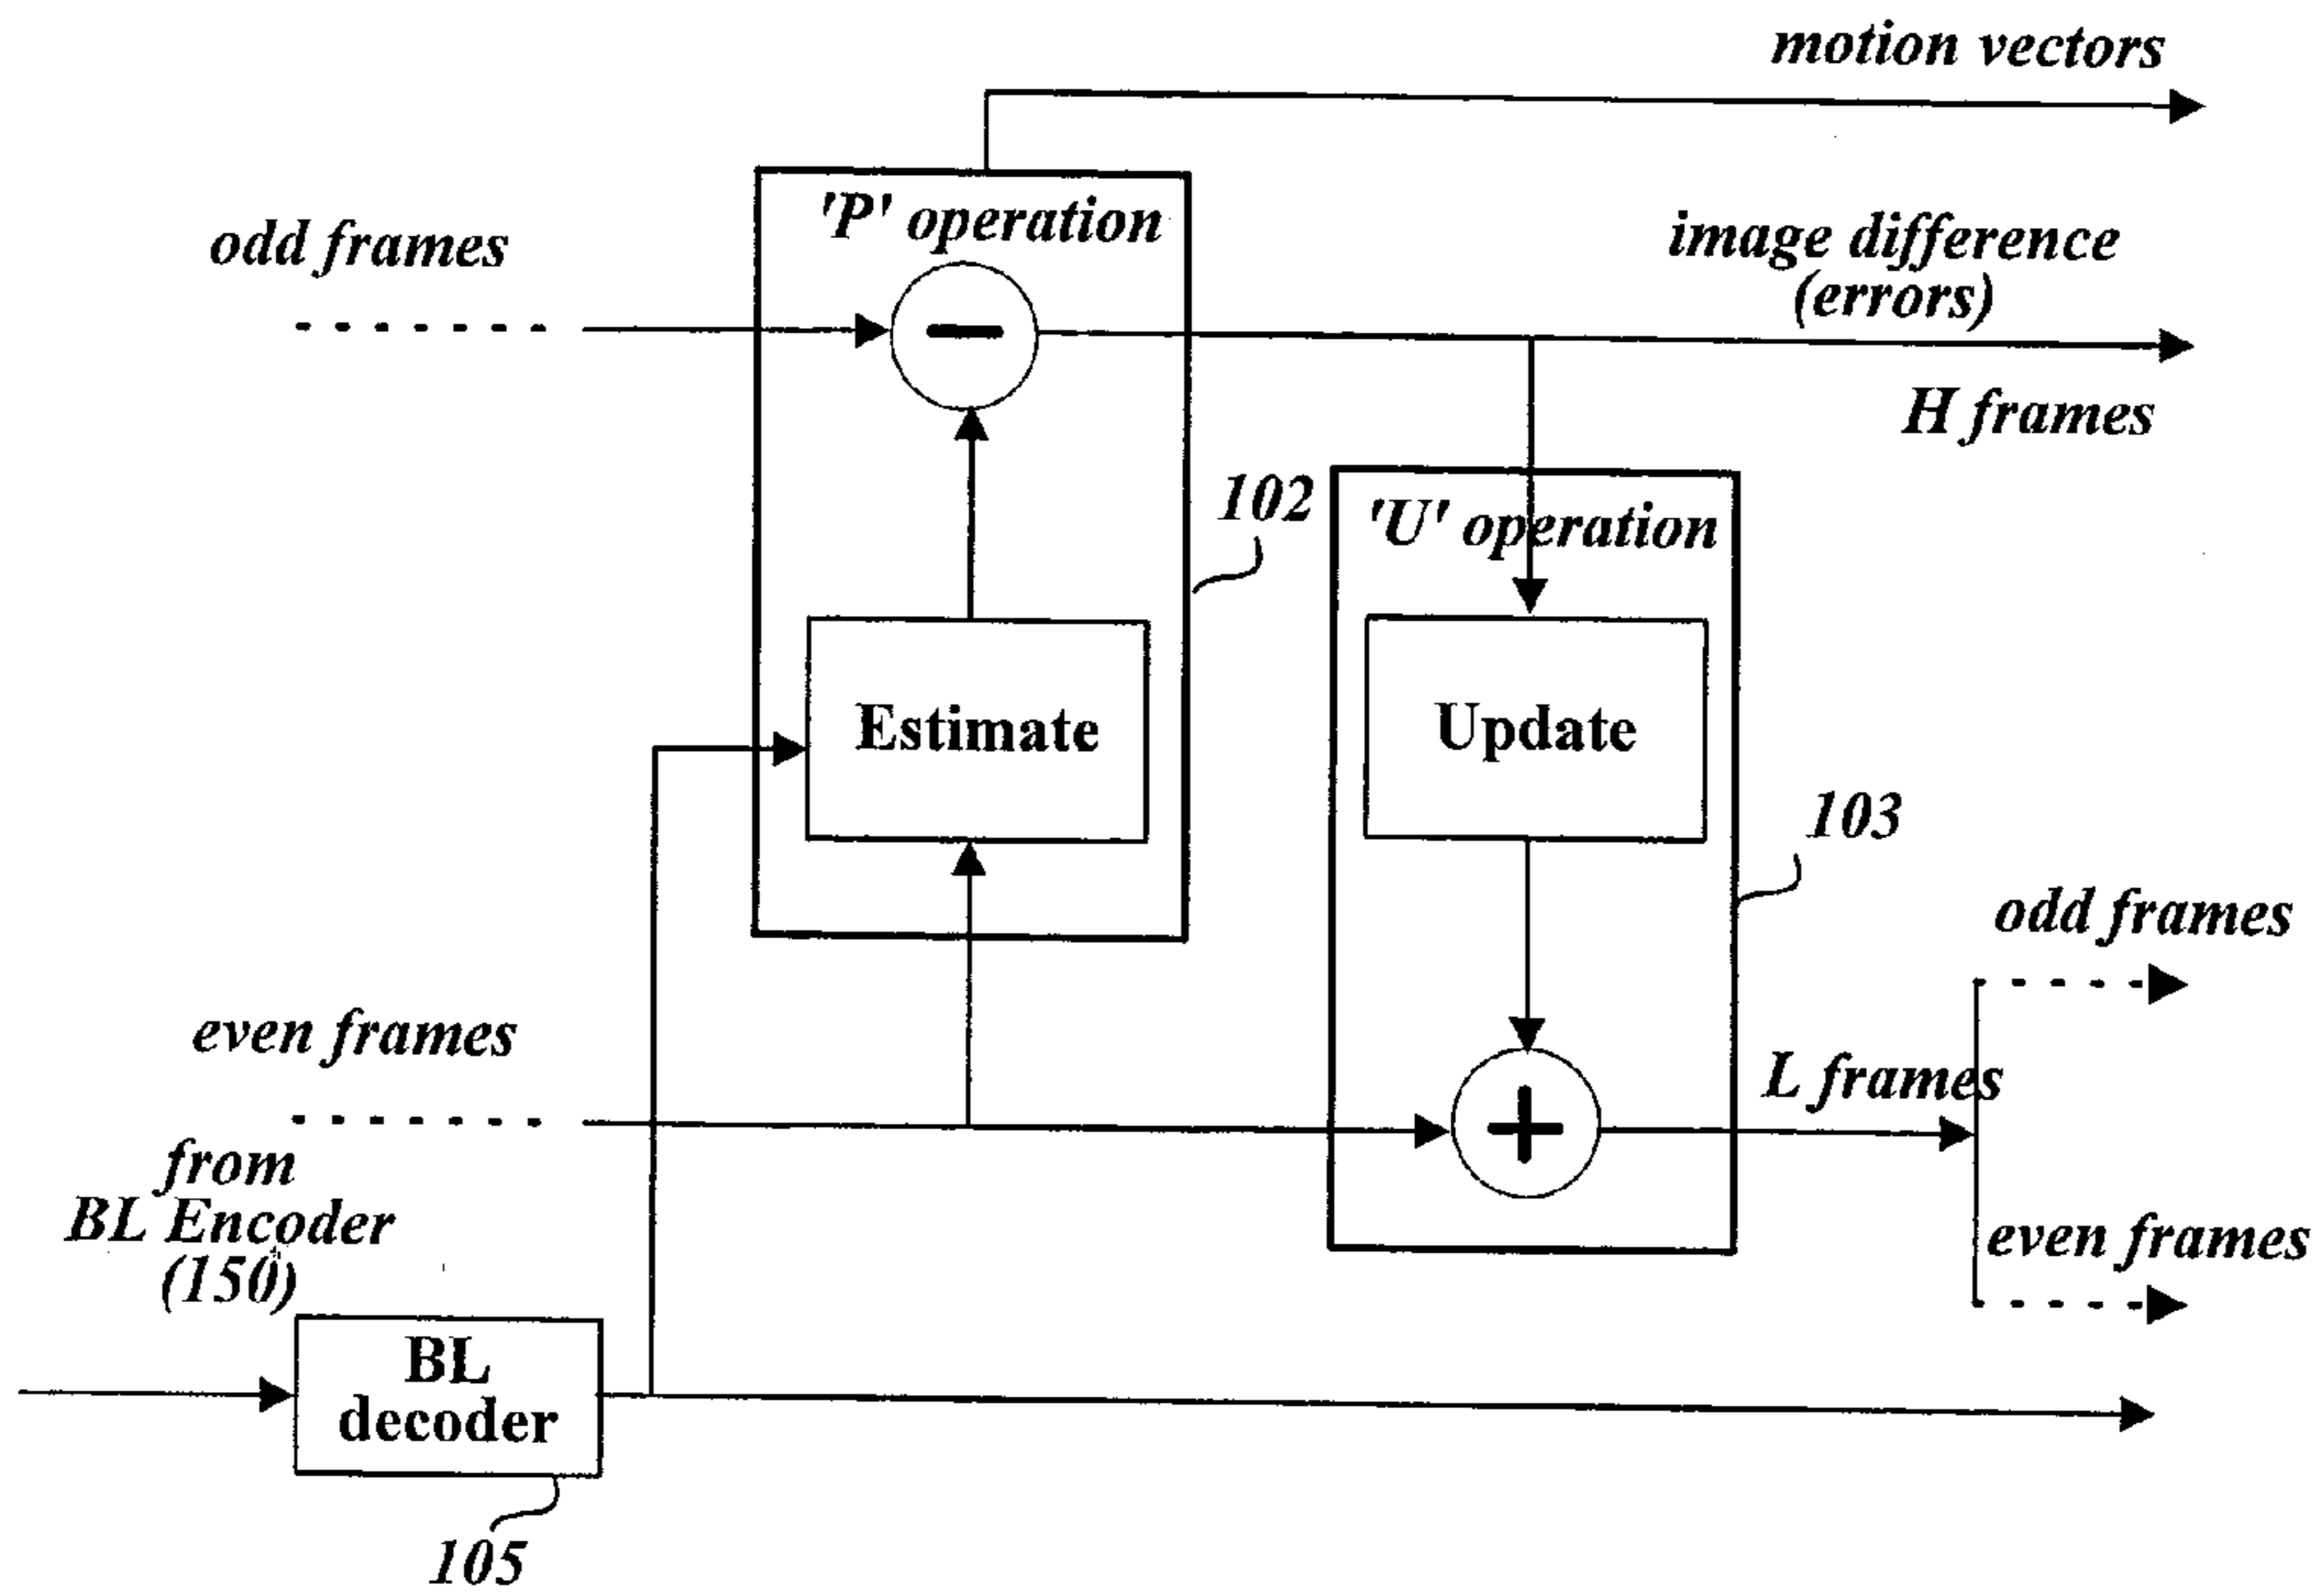 motion vectors
'P' operation
odd frames
image difference
(errors)
H frames
102
'U' operation
Estimate
Update
103
odd frames
even frames
L frames
from
BL Encoder
(150)
even frames
BL
decoder
105